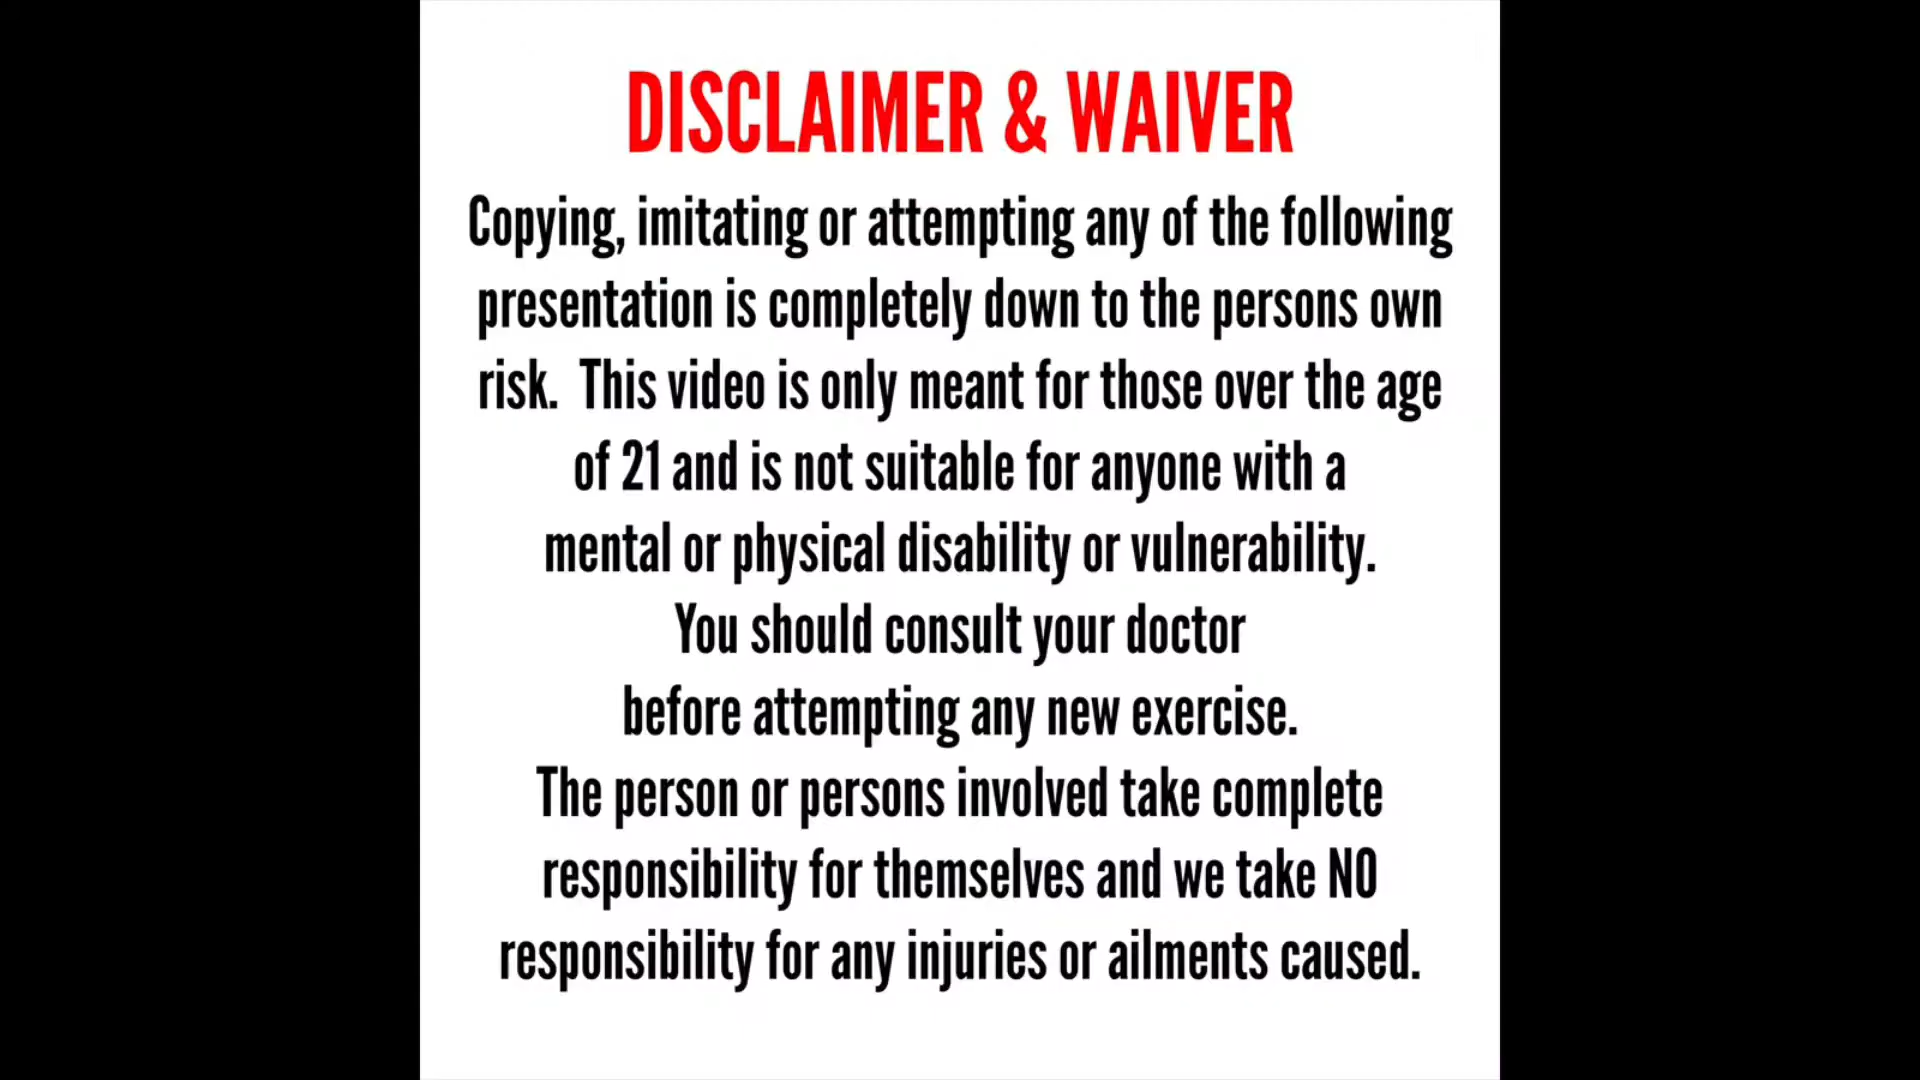 DISCLAIMER & WAIVER
Copying, imitating or attempting any of the following
presentation is completely down to the persons own
risk.  This video is only meant for those over the age
of 21 and is not suitable for anyone with a
mental or physical disability or vulnerability.
You should consult your doctor
before attempting any new exercise.
The person or persons involved take complete
responsibility for themselves and we take NO
responsibility for any injuries or ailments caused.